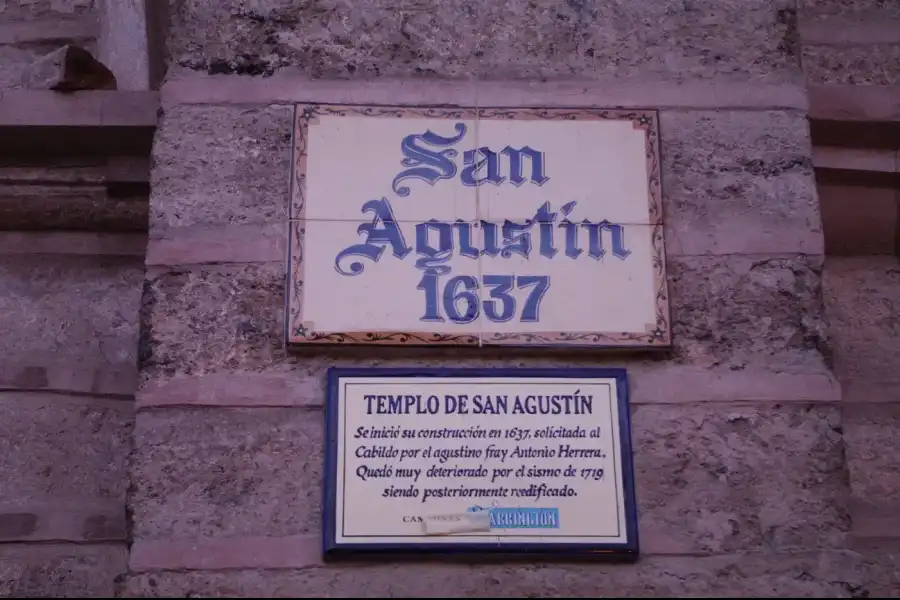 San
Agustín
1637
TEMPLO DE SAN AGUSTÍN
Se inició su construcción en 1637, solicitada al
Cabildo por el agustino fray Antonio Herrera.
Quedó muy deteriorado por el sismo de 1719
siendo posteriormente reedificado.